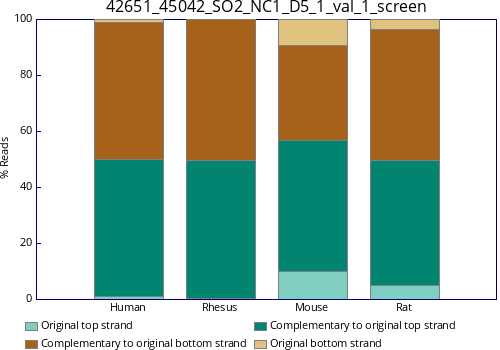 42651_45042_SO2_NC1_D5_1_val_1_screen
100
80
60
40
20
0
% Reads
Human Rhesus Mouse Rat
Original top strand Complementary to original top strand
Complementary to original bottom strand Original bottom strand